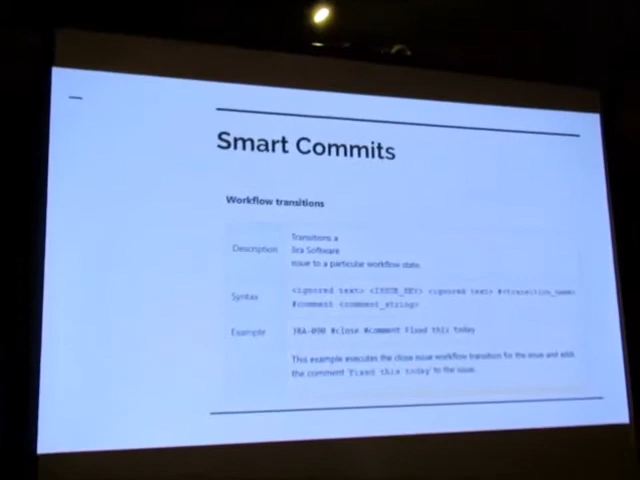 Smart Commits
Workflow transitions
Description
Transitions a
Jira Software
issue to a particular workflow state.
Syntax
<ignored text> <ISSUE_KEY> <ignored text> #<transition_name>
#comment <comment_string>
Example
JRA-090 #close #comment Fixed this today
This example executes the close issue workflow transition for the issue and adds
the comment 'Fixed this today' to the issue.